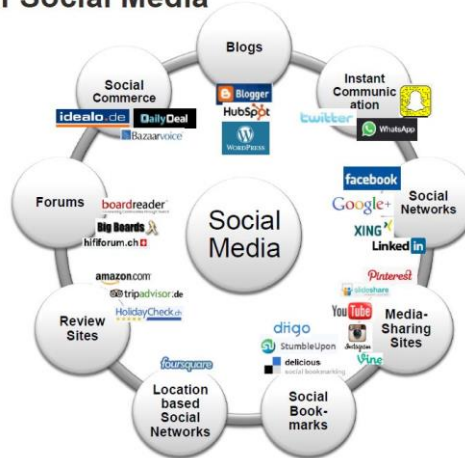 Social Media
Blogs
Blogger
HubSpot
WORDPRESS
Instant
Communic
ation
twitter
WhatsApp
facebook
Google+
XING
LinkedIn
Social
Networks
Pinterest
slideshare
YouTube
Instagram
Vine
Media-
Sharing
Sites
diigo
StumbleUpon
delicious
social bookmarking
Social
Book-
marks
foursquare
Location
based
Social
Networks
amazon.com
tripadvisor.de
HolidayCheck.ch
Review
Sites
Forums
boardreader
Big Boards
hififorum.ch
Social
Commerce
idealo.de
DailyDeal
Bazaarvoice
Social
Media